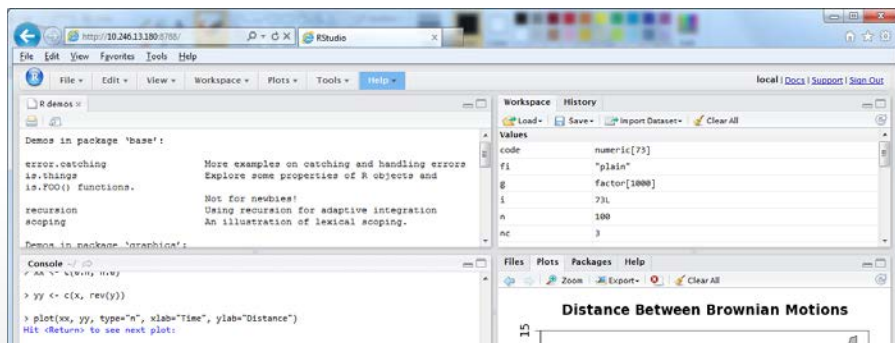 http://10.246.13.180:8788/
RStudio
File Edit View Favorites Tools Help
File Edit View Workspace Plots Tools Help
local | Docs | Support | Sign Out
R demos
Demos in package 'base':
error.catching More examples on catching and handling errors
is.things Explore some properties of R objects and
is.FOO() functions.
Not for newbies!
recursion Using recursion for adaptive integration
scoping An illustration of lexical scoping.
Demos in package 'graphics':
Workspace History
Load Save Import Dataset Clear All
Values
code numeric[73]
fi "plain"
g factor[1000]
i 73L
n 100
nc 3
Console ~/
> xx <- c(0:n, n:0)
> yy <- c(x, rev(y))
> plot(xx, yy, type="n", xlab="Time", ylab="Distance")
Hit <Return> to see next plot:
Files Plots Packages Help
Zoom Export Clear All
Distance Between Brownian Motions
15